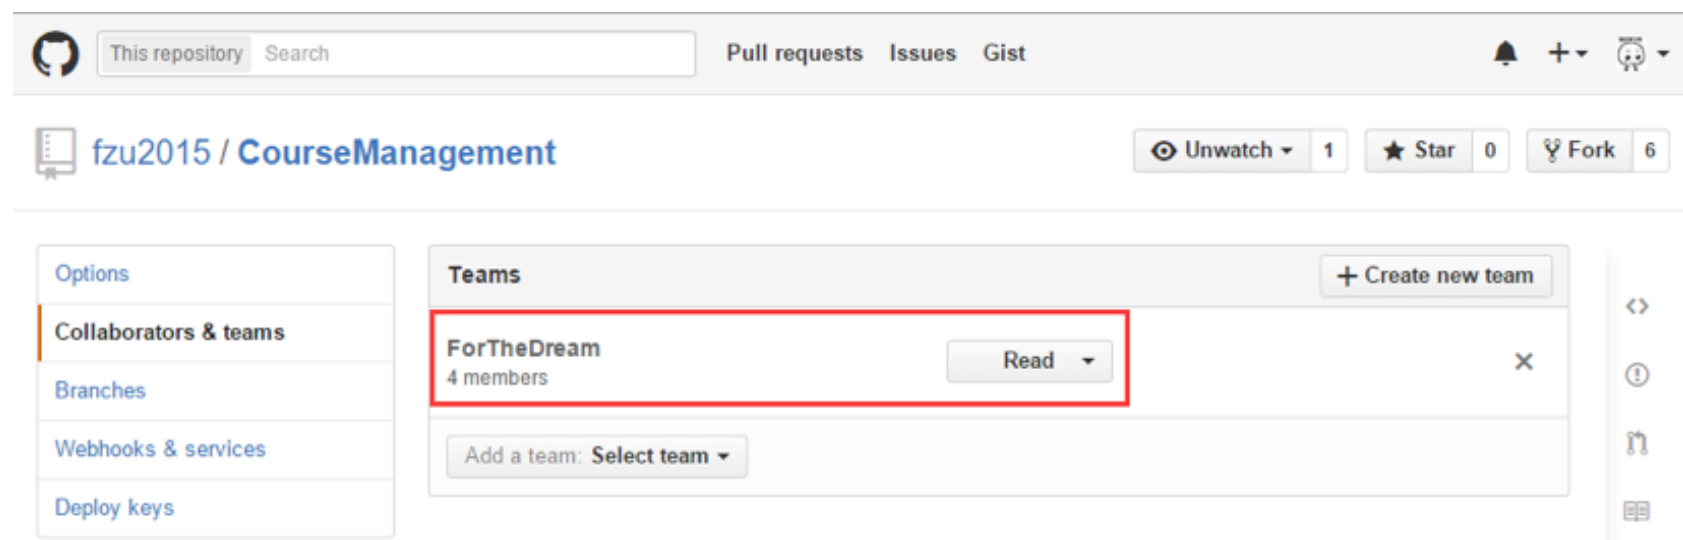 This repository Search Pull requests Issues Gist
fzu2015 / CourseManagement Unwatch 1 Star 0 Fork 6
Options
Collaborators & teams
Branches
Webhooks & services
Deploy keys
Teams Create new team
ForTheDream
4 members
Read
Add a team: Select team